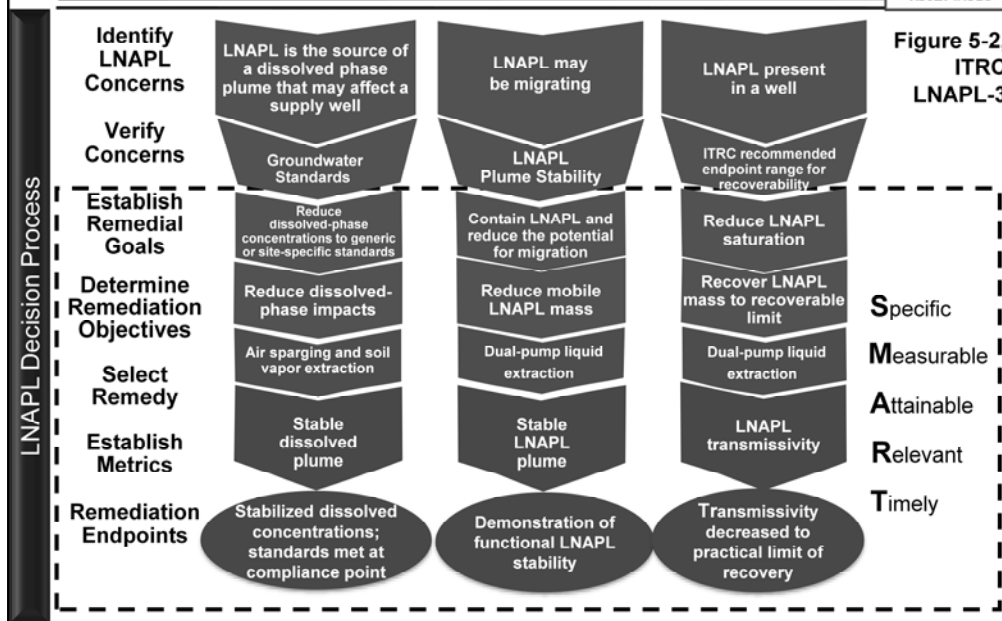 Figure 5-2,
ITRC
LNAPL-3
LNAPL Decision Process
Identify
LNAPL
Concerns
LNAPL is the source of
a dissolved phase
plume that may affect a
supply well
LNAPL may
be migrating
LNAPL present
in a well
Verify
Concerns
Groundwater
Standards
LNAPL
Plume Stability
ITRC recommended
endpoint range for
recoverability
Establish
Remedial
Goals
Reduce
dissolved-phase
concentrations to generic
or site-specific standards
Contain LNAPL and
reduce the potential
for migration
Reduce LNAPL
saturation
Determine
Remediation
Objectives
Reduce dissolved-
phase impacts
Reduce mobile
LNAPL mass
Recover LNAPL
mass to recoverable
limit
Select
Remedy
Air sparging and soil
vapor extraction
Dual-pump liquid
extraction
Dual-pump liquid
extraction
Establish
Metrics
Stable
dissolved
plume
Stable
LNAPL
plume
LNAPL
transmissivity
Remediation
Endpoints
Stabilized dissolved
concentrations;
standards met at
compliance point
Demonstration of
functional LNAPL
stability
Transmissivity
decreased to
practical limit of
recovery
Specific
Measurable
Attainable
Relevant
Timely